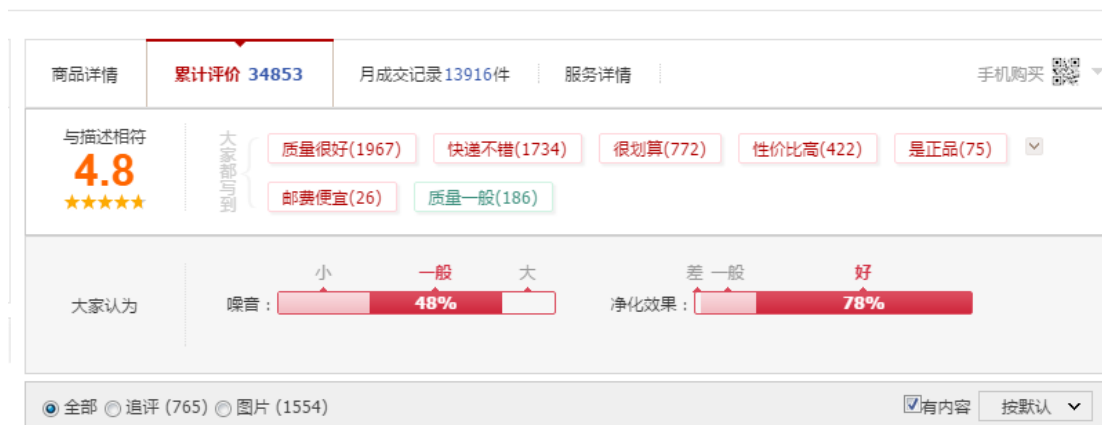 商品详情 累计评价 34853 月成交记录13916件 服务详情 手机购买
与描述相符
4.8
大家都写到
质量很好(1967) 快递不错(1734) 很划算(772) 性价比高(422) 是正品(75)
邮费便宜(26) 质量一般(186)
小 一般 大 差 一般 好
大家认为 噪音: 48% 净化效果: 78%
全部 追评 (765) 图片 (1554) 有内容 按默认